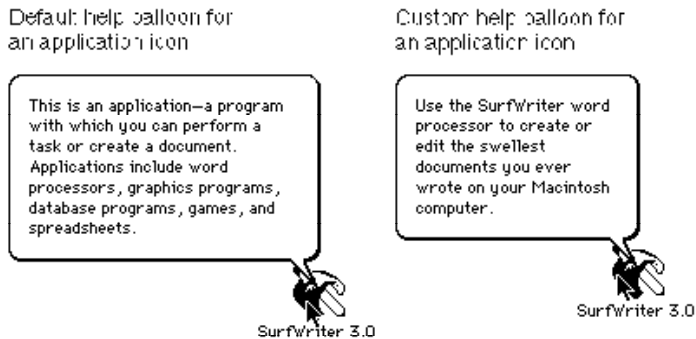 Default help balloon for
an application icon
This is an application—a program
with which you can perform a
task or create a document.
Applications include word
processors, graphics programs,
database programs, games, and
spreadsheets.
SurfWriter 3.0
Custom help balloon for
an application icon
Use the SurfWriter word
processor to create or
edit the swellest
documents you ever
wrote on your Macintosh
computer.
SurfWriter 3.0